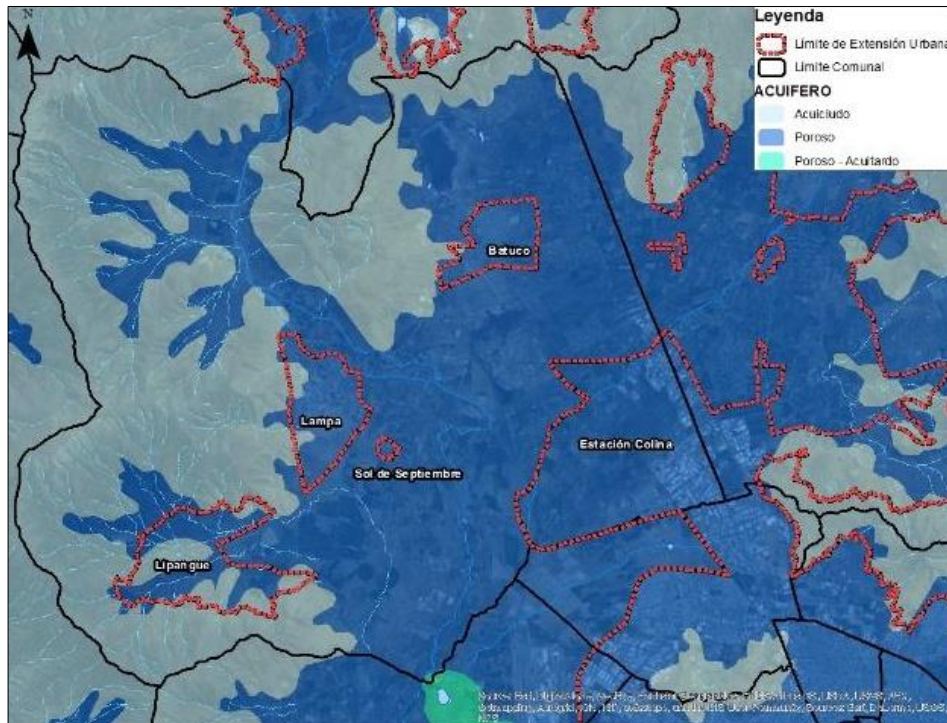 N
Leyenda
Límite de Extensión Urbana
Límite Comunal
ACUIFERO
Acuicludo
Poroso
Poroso - Acuitardo
Batuco
Lampa
Estación Colina
Sol de Septiembre
Lipangue